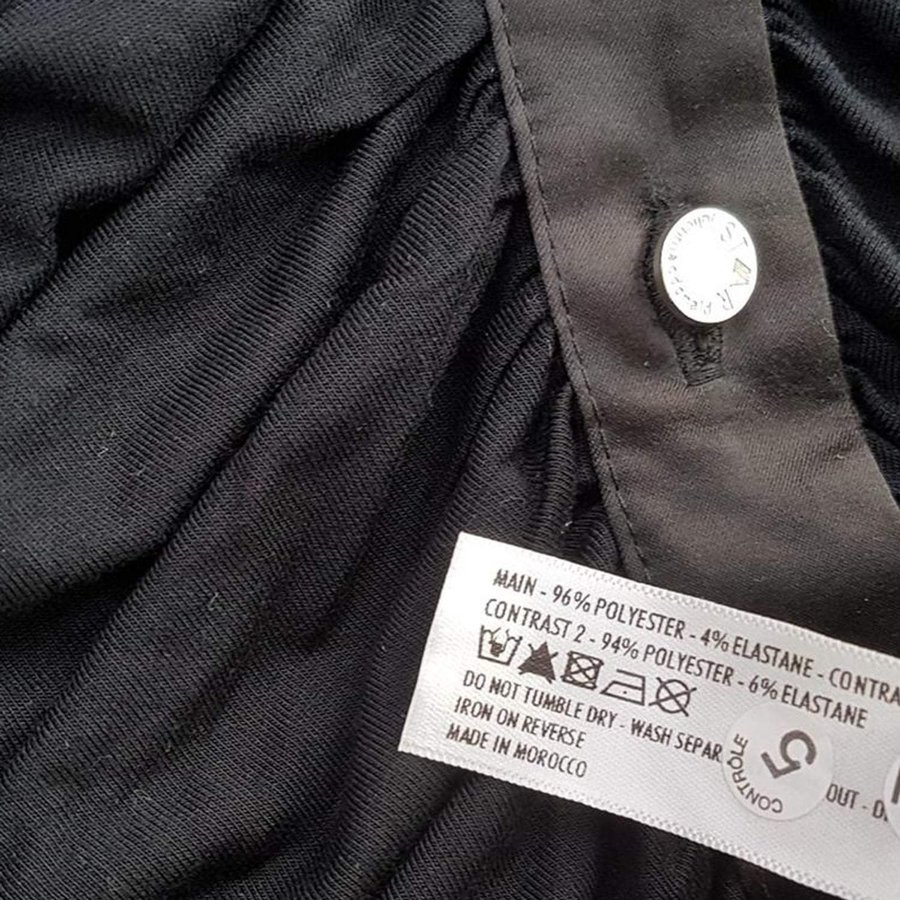 STAR
MAIN - 96% POLYESTER - 4% ELASTANE - CONTRA
CONTRAST 2 - 94% POLYESTER - 6% ELASTANE
DO NOT TUMBLE DRY - WASH SEPAR
IRON ON REVERSE
MADE IN MOROCCO
CONTRÔLE
5
OUT - D